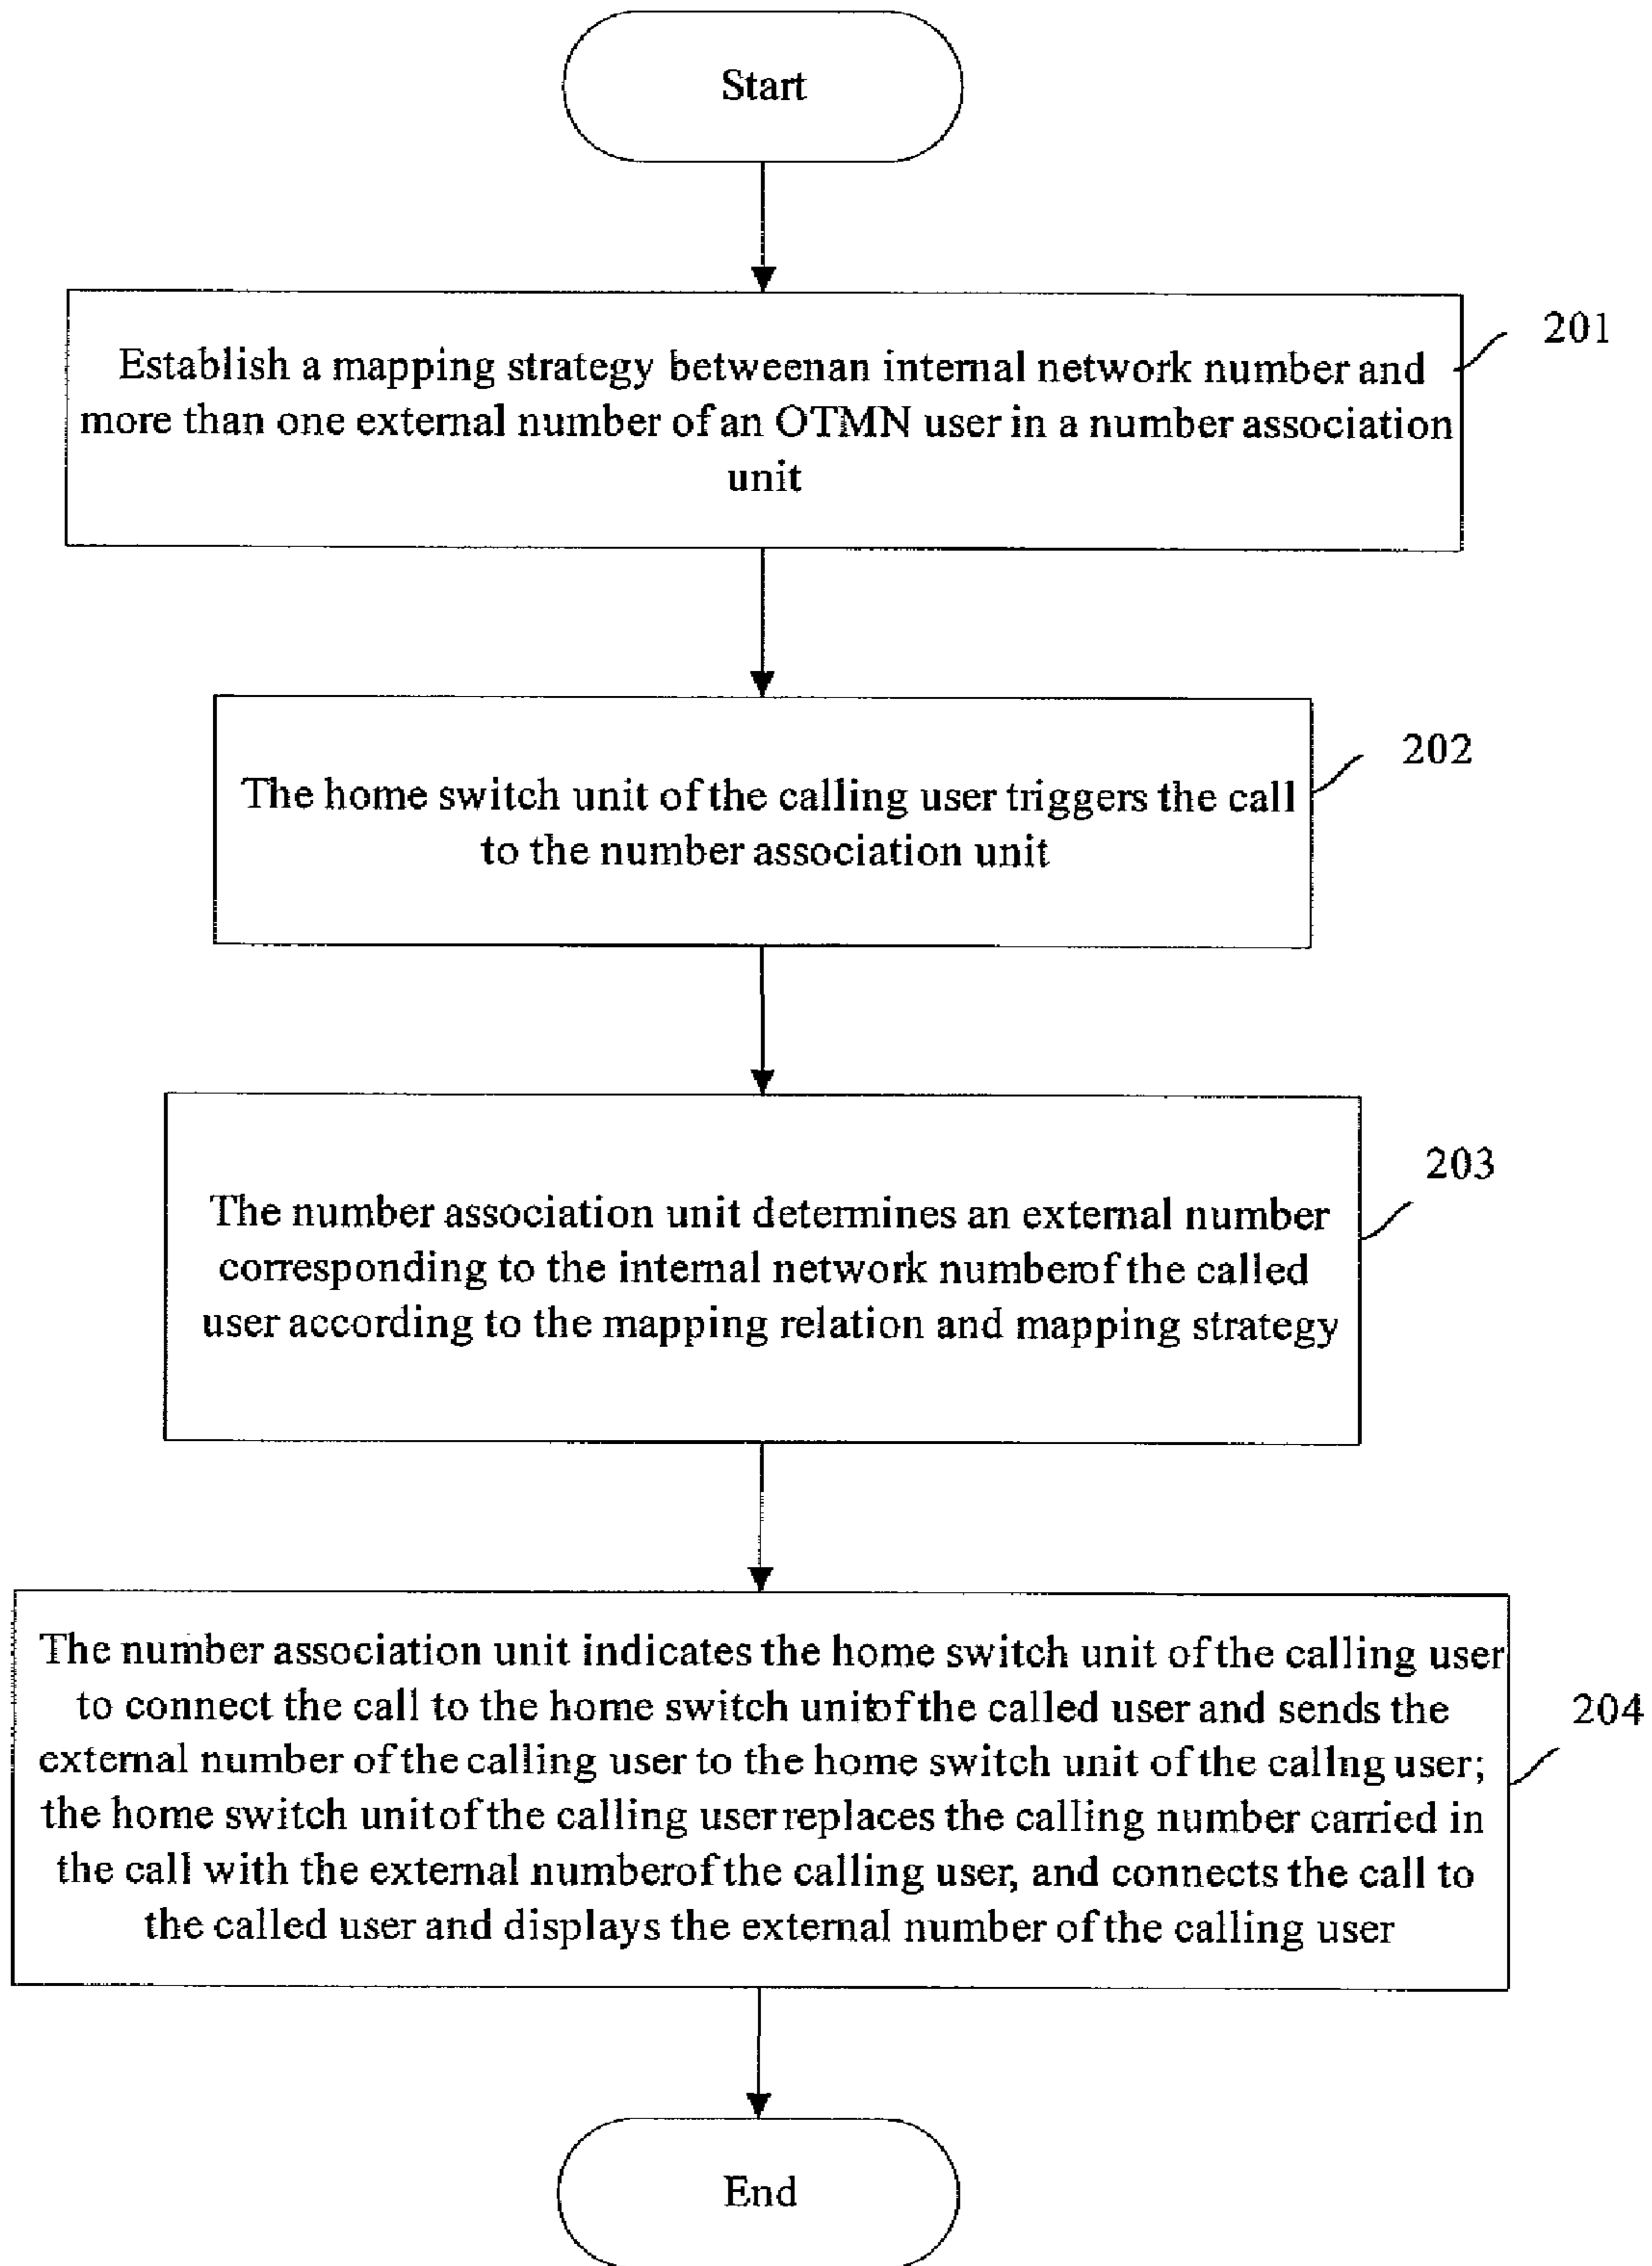 Start
201
Establish a mapping strategy betweenan internal network number and
more than one external number of an OTMN user in a number association
unit
202
The home switch unit of the calling user triggers the call
to the number association unit
203
The number association unit determines an external number
corresponding to the internal network numberof the called
user according to the mapping relation and mapping strategy
The number association unit indicates the home switch unit of the calling user
to connect the call to the home switch unitof the called user and sends the
204
external number of the calling user to the home switch unit of the callng user;
the home switch unit of the calling user replaces the calling number carried in
the call with the external numberof the calling user, and connects the call to
the called user and displays the external number of the calling user
End